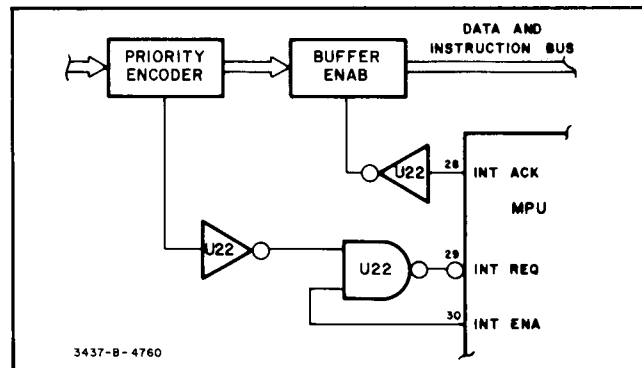 DATA AND
INSTRUCTION BUS
PRIORITY
ENCODER
BUFFER
ENAB
U22
28
INT ACK
MPU
U22
U22
29
INT REQ
30
INT ENA
3437-B-4760